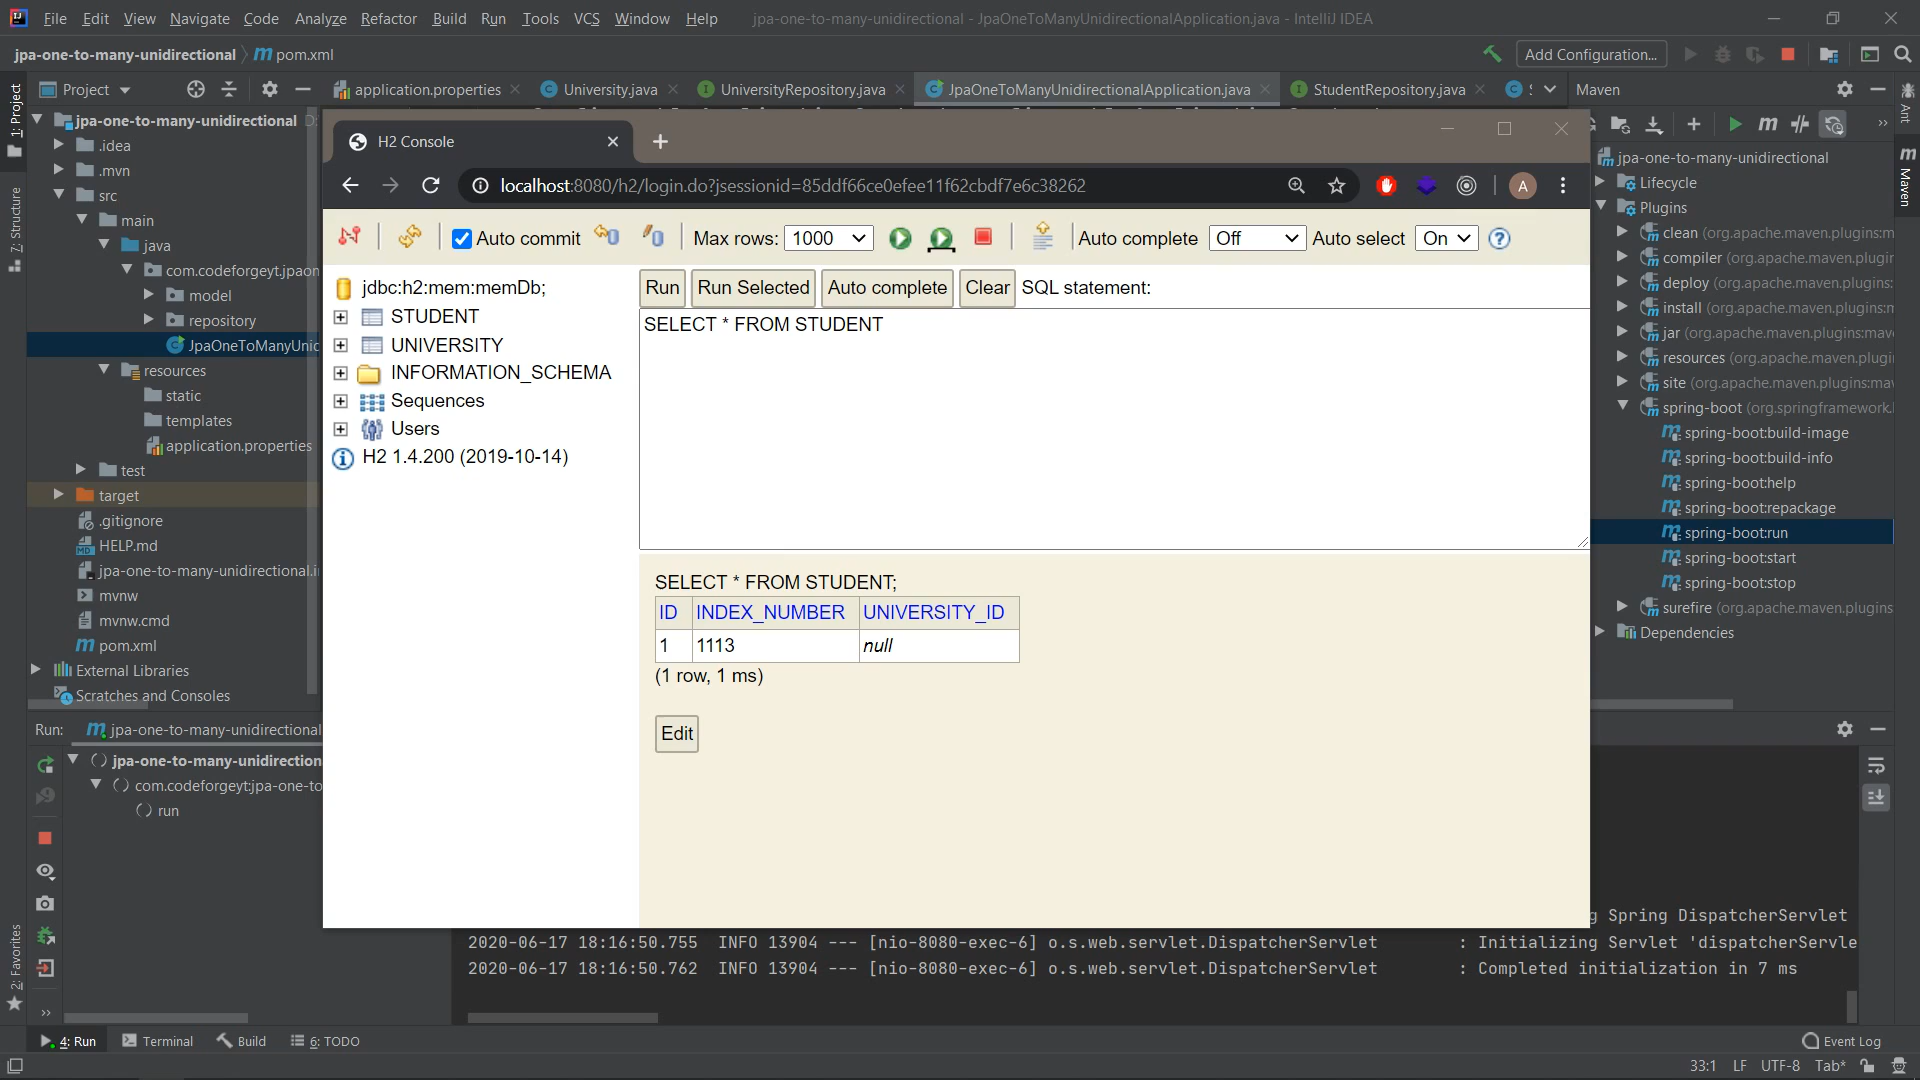 File Edit View Navigate Code Analyze Refactor Build Run Tools VCS Window Help jpa-one-to-many-unidirectional - JpaOneToManyUnidirectionalApplication.java - IntelliJ IDEA
jpa-one-to-many-unidirectional pom.xml Add Configuration...
1: Project
7: Structure
2: Favorites
Project
application.properties University.java UniversityRepository.java JpaOneToManyUnidirectionalApplication.java StudentRepository.java
Maven
Ant
Maven
jpa-one-to-many-unidirectional
.idea
.mvn
src
main
java
com.codeforgeyt.jpaon
model
repository
JpaOneToManyUnid
resources
static
templates
application.properties
test
target
.gitignore
HELP.md
jpa-one-to-many-unidirectional.i
mvnw
mvnw.cmd
pom.xml
External Libraries
Scratches and Consoles
H2 Console
localhost:8080/h2/login.do?jsessionid=85ddf66ce0efee11f62cbdf7e6c38262
A
Auto commit Max rows: 1000 Auto complete Off Auto select On
jdbc:h2:mem:memDb;
STUDENT
UNIVERSITY
INFORMATION_SCHEMA
Sequences
Users
H2 1.4.200 (2019-10-14)
Run Run Selected Auto complete Clear SQL statement:
SELECT * FROM STUDENT
SELECT * FROM STUDENT;
ID INDEX_NUMBER UNIVERSITY_ID
1 1113 null
(1 row, 1 ms)
Edit
jpa-one-to-many-unidirectional
Lifecycle
Plugins
clean (org.apache.maven.plugins:m
compiler (org.apache.maven.plugin
deploy (org.apache.maven.plugins:
install (org.apache.maven.plugins:m
jar (org.apache.maven.plugins:mav
resources (org.apache.maven.plugi
site (org.apache.maven.plugins:ma
spring-boot (org.springframework.
spring-boot:build-image
spring-boot:build-info
spring-boot:help
spring-boot:repackage
spring-boot:run
spring-boot:start
spring-boot:stop
surefire (org.apache.maven.plugins
Dependencies
Run: jpa-one-to-many-unidirectional
jpa-one-to-many-unidirection
com.codeforgeyt:jpa-one-to
run
g Spring DispatcherServlet
2020-06-17 18:16:50.755 INFO 13904 --- [nio-8080-exec-6] o.s.web.servlet.DispatcherServlet : Initializing Servlet 'dispatcherServle
2020-06-17 18:16:50.762 INFO 13904 --- [nio-8080-exec-6] o.s.web.servlet.DispatcherServlet : Completed initialization in 7 ms
4: Run Terminal Build 6: TODO Event Log
33:1 LF UTF-8 Tab*